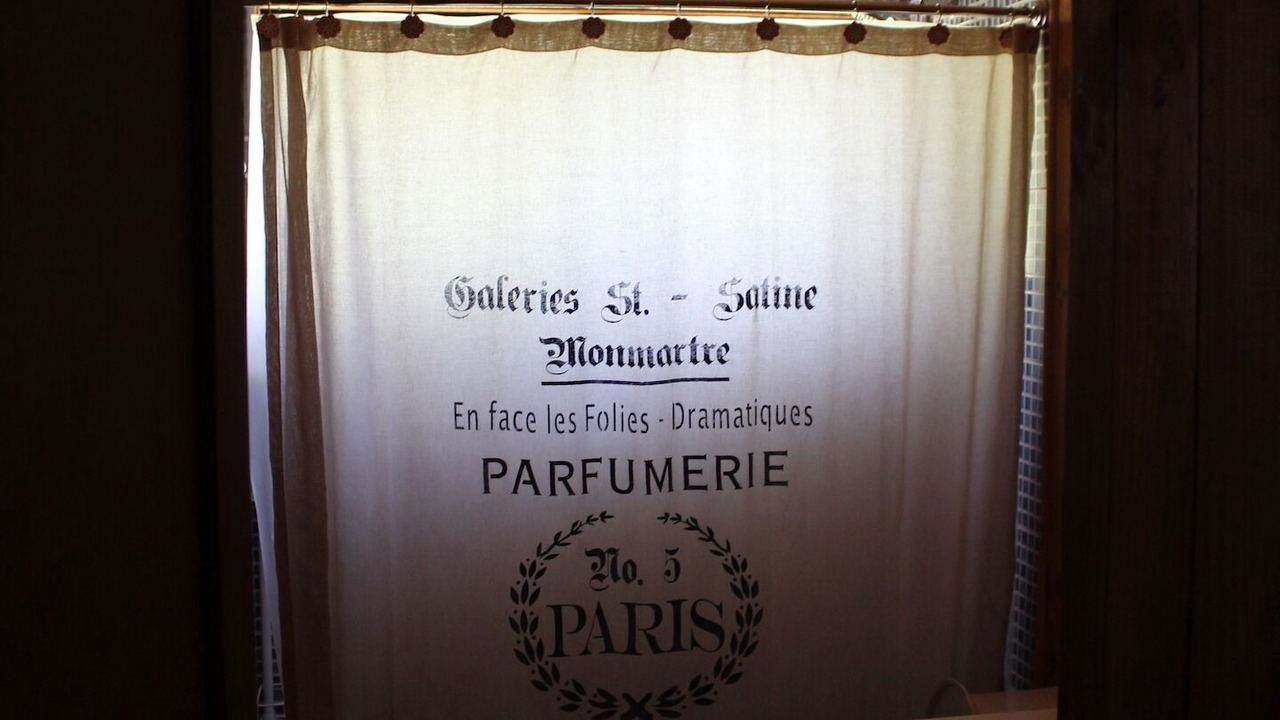 Galeries St. - Satine
Monmartre
En face les Folies - Dramatiques
PARFUMERIE
No. 5
PARIS